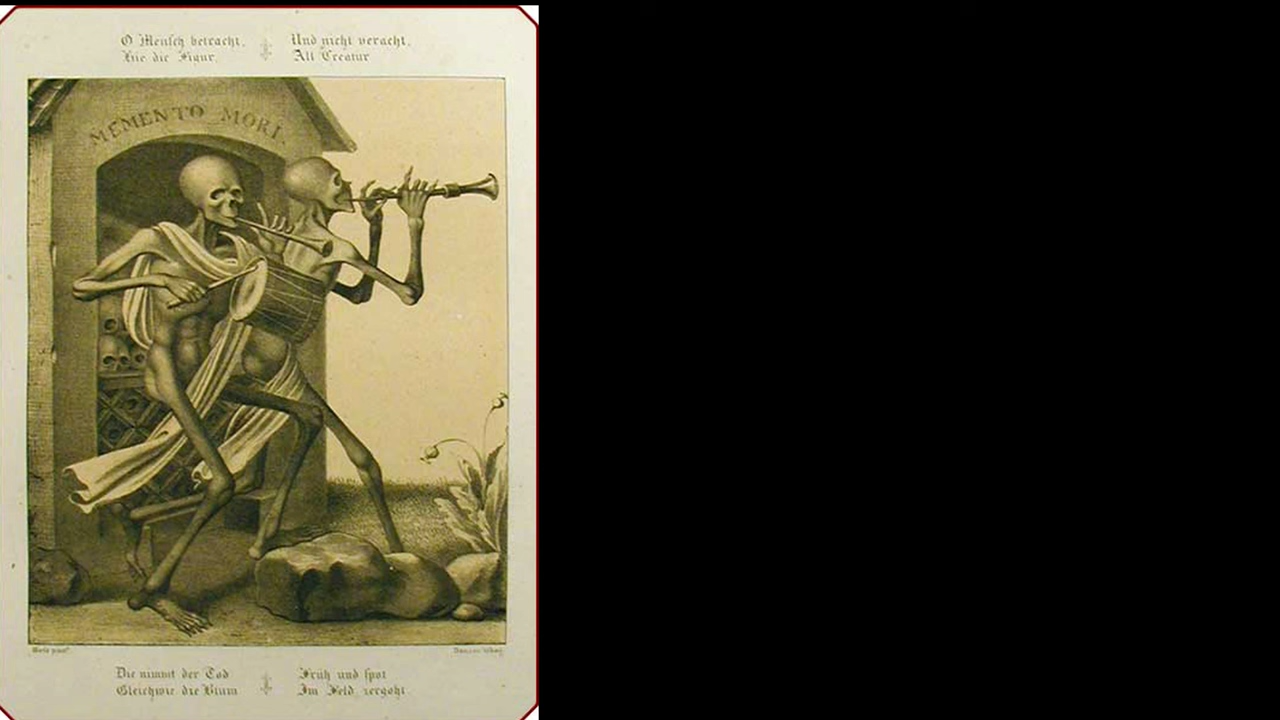 O Mensch betracht,
Hie die Figur,
Und nicht veracht,
All Creatur
MEMENTO MORI.
Die nimmt der Tod
Gleichwie die Blum
Früh und spot
Im Feld zergoht